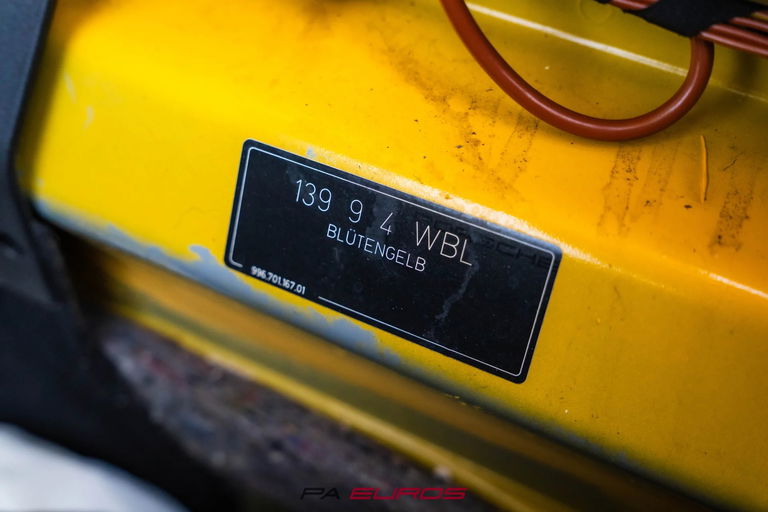 139 9 4 WBL
BLÜTENGELB
996.701.167.01
PA EUROS